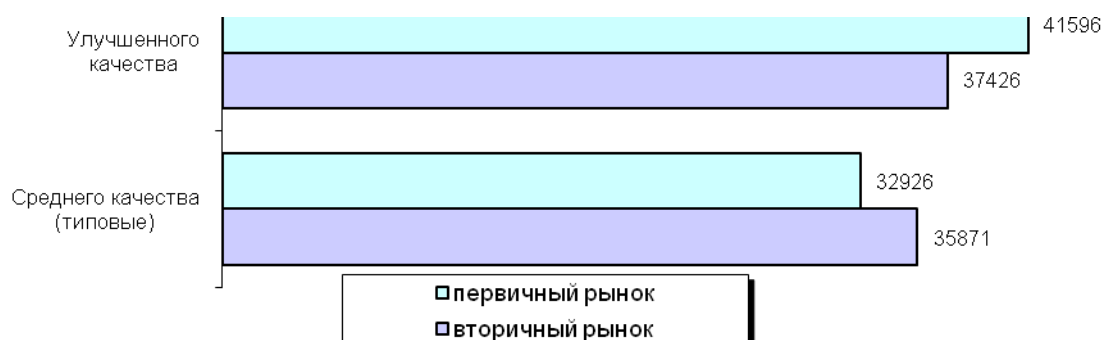 Улучшенного
качества
41596
37426
Среднего качества
(типовые)
32926
35871
первичный рынок
вторичный рынок